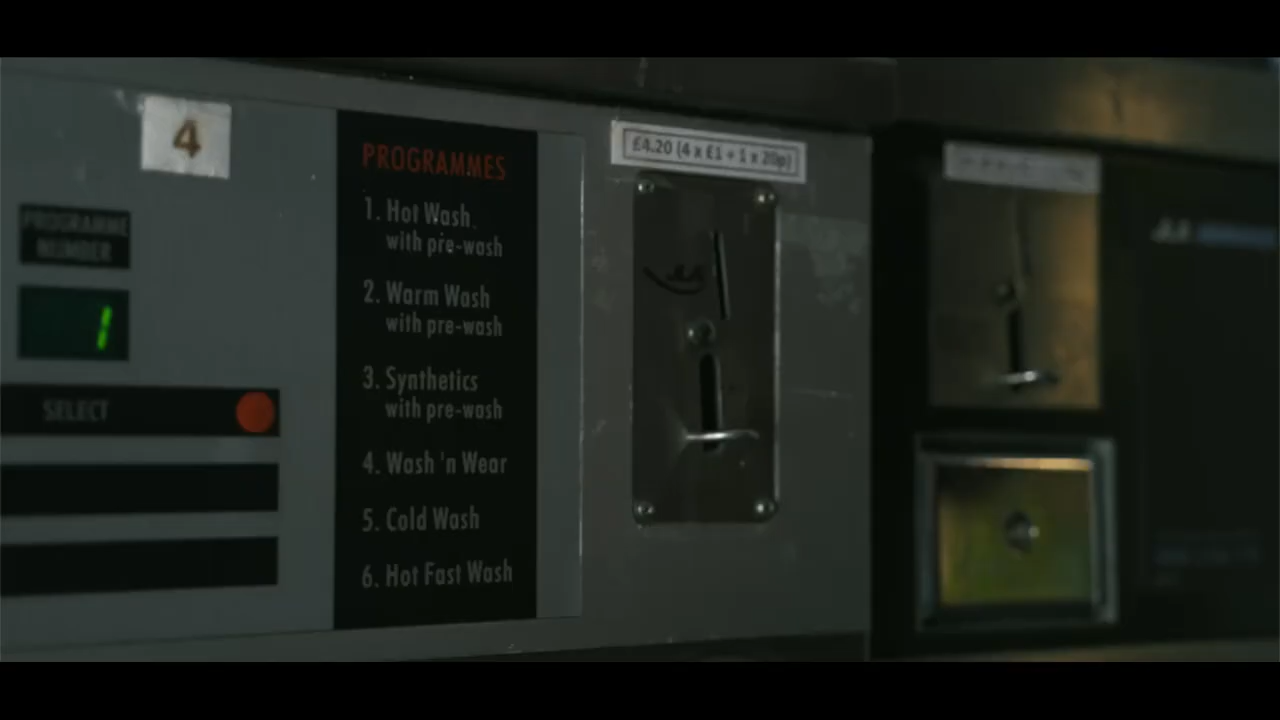 4
PROGRAMME
NUMBER
1
SELECT
PROGRAMMES
1. Hot Wash
with pre-wash
2. Warm Wash
with pre-wash
3. Synthetics
with pre-wash
4. Wash 'n Wear
5. Cold Wash
6. Hot Fast Wash
£4.20 (4 x £1 + 1 x 20p)